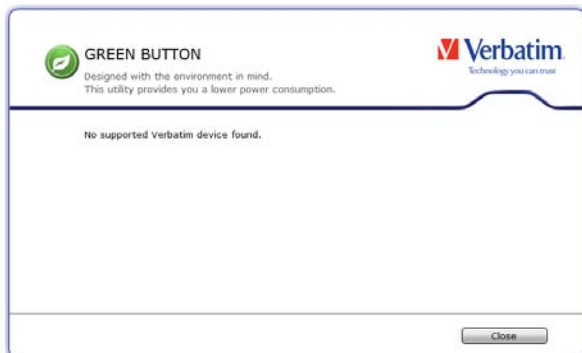 GREEN BUTTON
Designed with the environment in mind.
This utility provides you a lower power consumption.
Verbatim.
Technology you can trust
No supported Verbatim device found.
Close